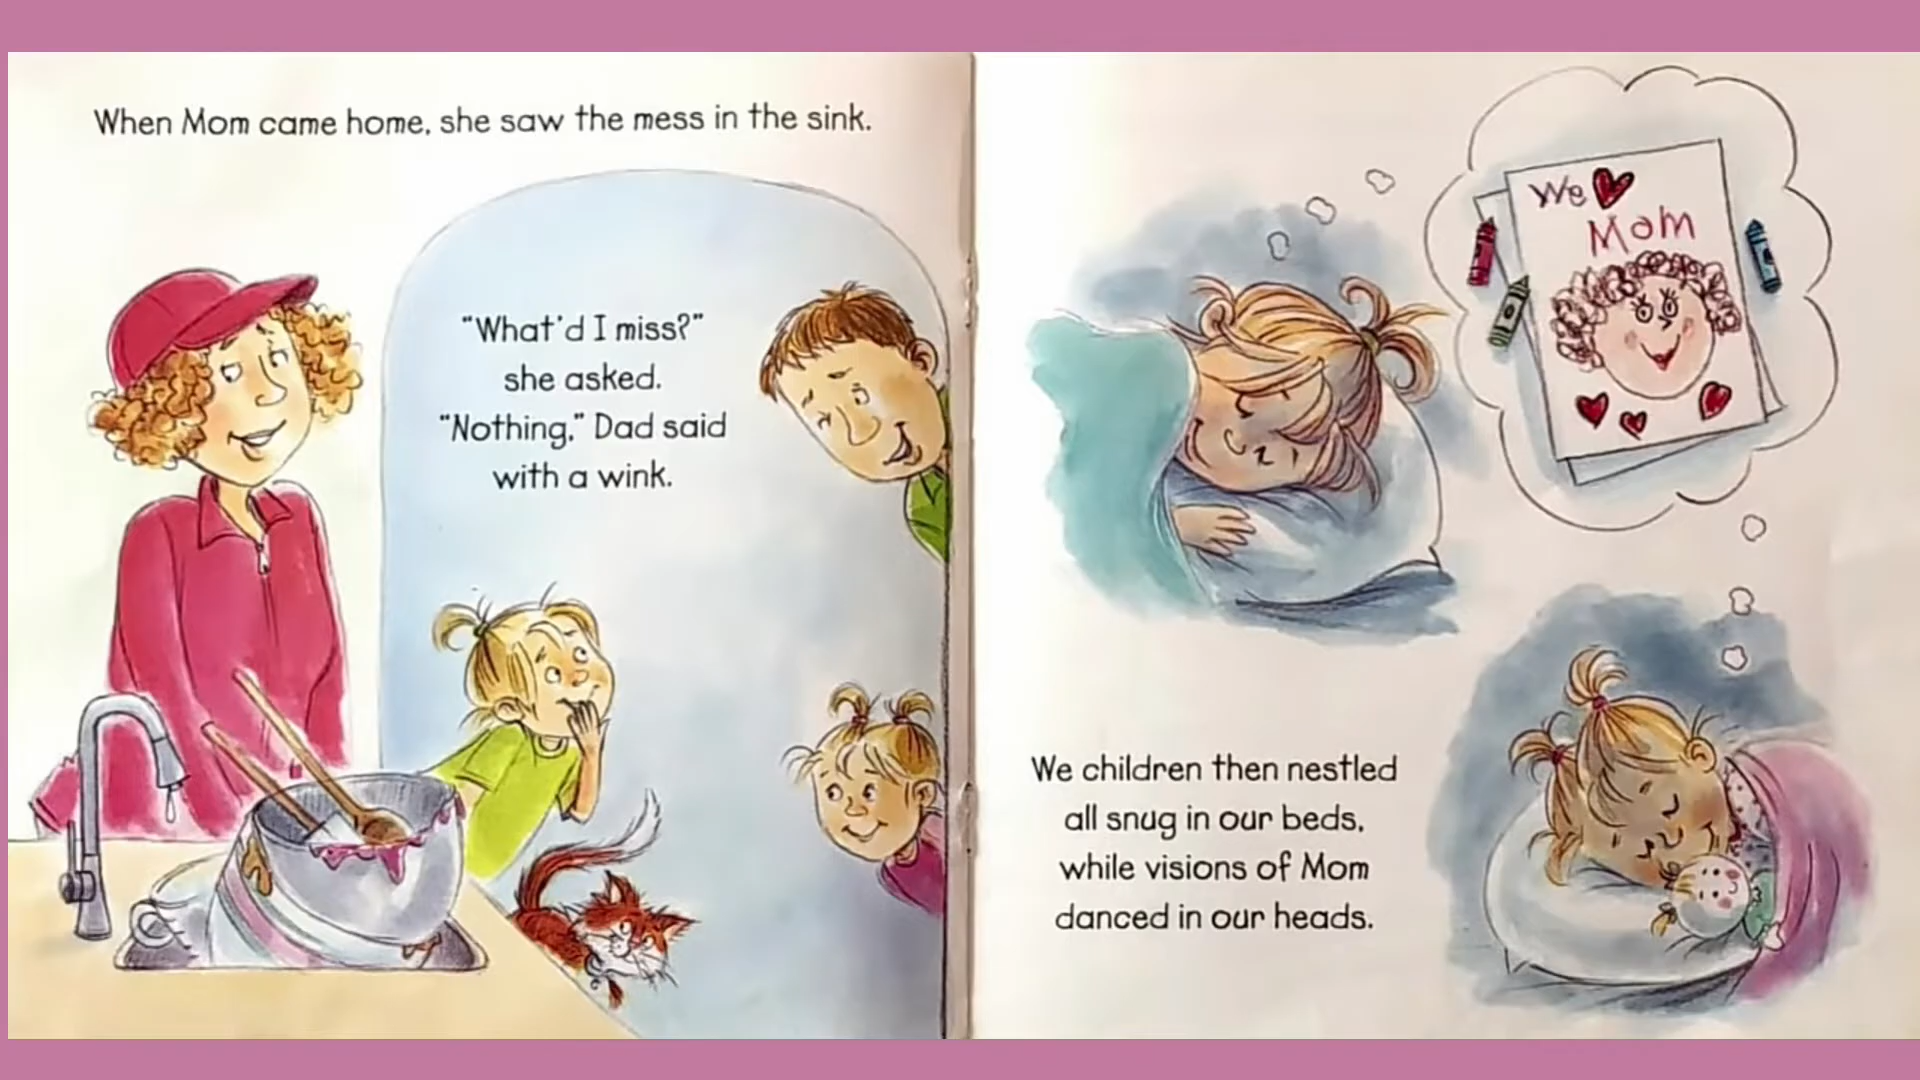 When Mom came home, she saw the mess in the sink.
“What’d I miss?”
she asked.
“Nothing,” Dad said
with a wink.
We ♥
Mom
We children then nestled
all snug in our beds,
while visions of Mom
danced in our heads.